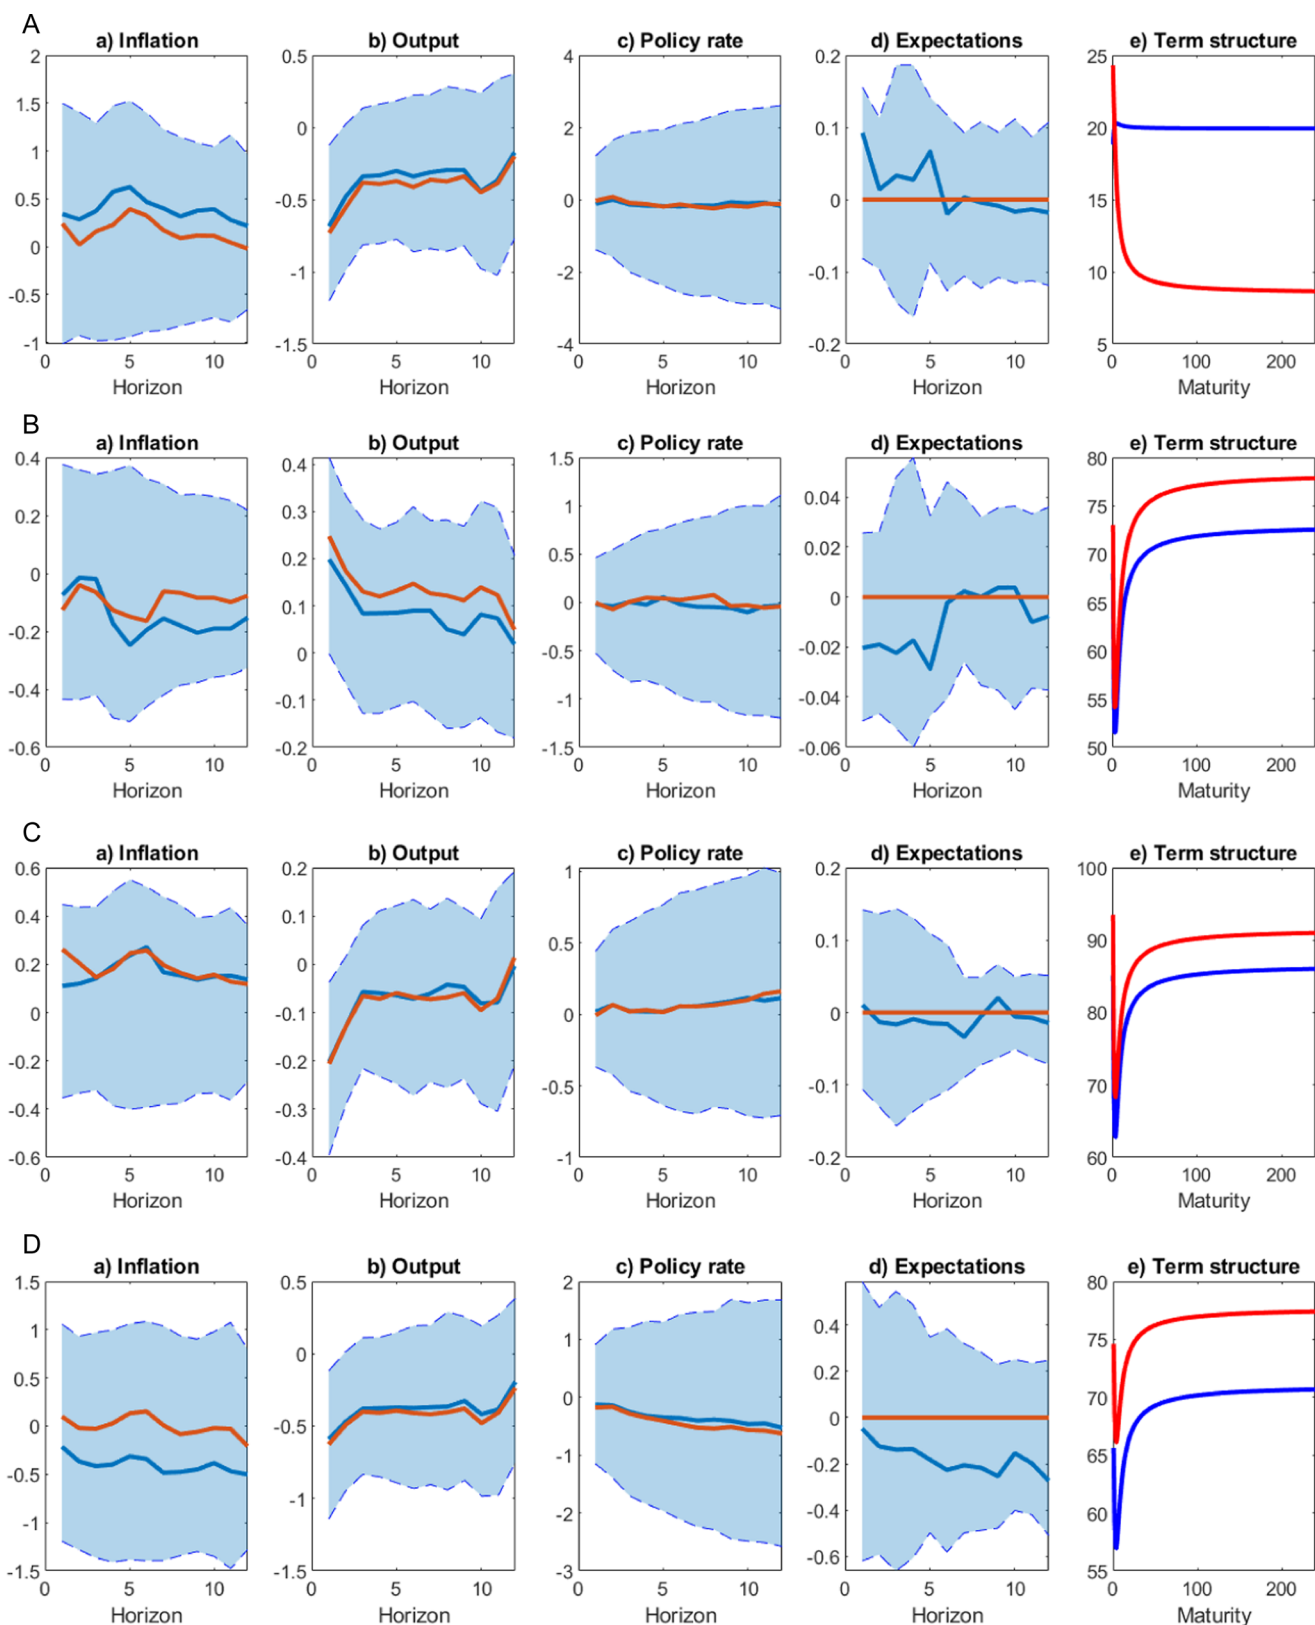 A
a) Inflation b) Output c) Policy rate d) Expectations e) Term structure
2 0.5 4 0.2 25
1.5 0 2 0.1 20
1 -0.5 0 0 15
0.5 -1 -2 -0.1 10
0 -1.5 -4 -0.2 5
-0.5
-1
0 5 10 0 5 10 0 5 10 0 5 10 0 100 200
Horizon Horizon Horizon Horizon Maturity
B
a) Inflation b) Output c) Policy rate d) Expectations e) Term structure
0.4 0.4 1.5 0.04 80
0.2 0.3 1 0.02 75
0 0.2 0.5 0 70
-0.2 0.1 0 -0.02 65
-0.4 0 -0.5 -0.04 60
-0.6 -0.1 -1 -0.06 55
-0.2 -1.5 50
0 5 10 0 5 10 0 5 10 0 5 10 0 100 200
Horizon Horizon Horizon Horizon Maturity
C
a) Inflation b) Output c) Policy rate d) Expectations e) Term structure
0.6 0.2 1 0.2 100
0.4 0.1 0.5 0.1 90
0.2 0 0 0 80
0 -0.1 -0.5 -0.1 70
-0.2 -0.2 -1 -0.2 60
-0.4 -0.3
-0.6 -0.4
0 5 10 0 5 10 0 5 10 0 5 10 0 100 200
Horizon Horizon Horizon Horizon Maturity
D
a) Inflation b) Output c) Policy rate d) Expectations e) Term structure
1.5 0.5 2 0.4 80
1 0 1 0.2 75
0.5 -0.5 0 0 70
0 -1 -1 -0.2 65
-0.5 -1.5 -2 -0.4 60
-1 -3 -0.6 55
-1.5
0 5 10 0 5 10 0 5 10 0 5 10 0 100 200
Horizon Horizon Horizon Horizon Maturity